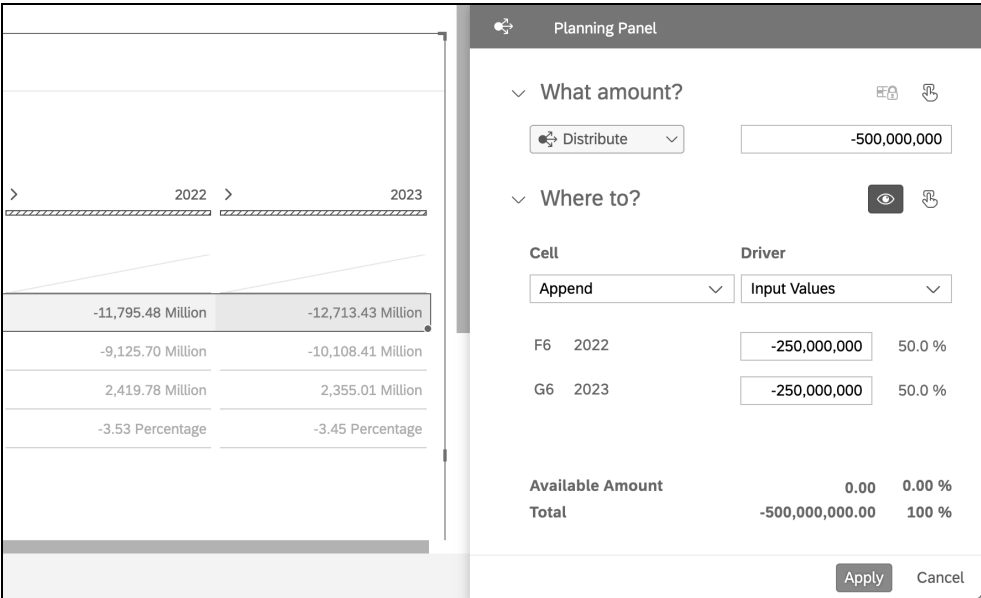 2022 2023
-11,795.48 Million -12,713.43 Million
-9,125.70 Million -10,108.41 Million
2,419.78 Million 2,355.01 Million
-3.53 Percentage -3.45 Percentage
Planning Panel
What amount?
Distribute -500,000,000
Where to?
Cell Driver
Append Input Values
F6 2022 -250,000,000 50.0 %
G6 2023 -250,000,000 50.0 %
Available Amount 0.00 0.00 %
Total -500,000,000.00 100 %
Apply Cancel